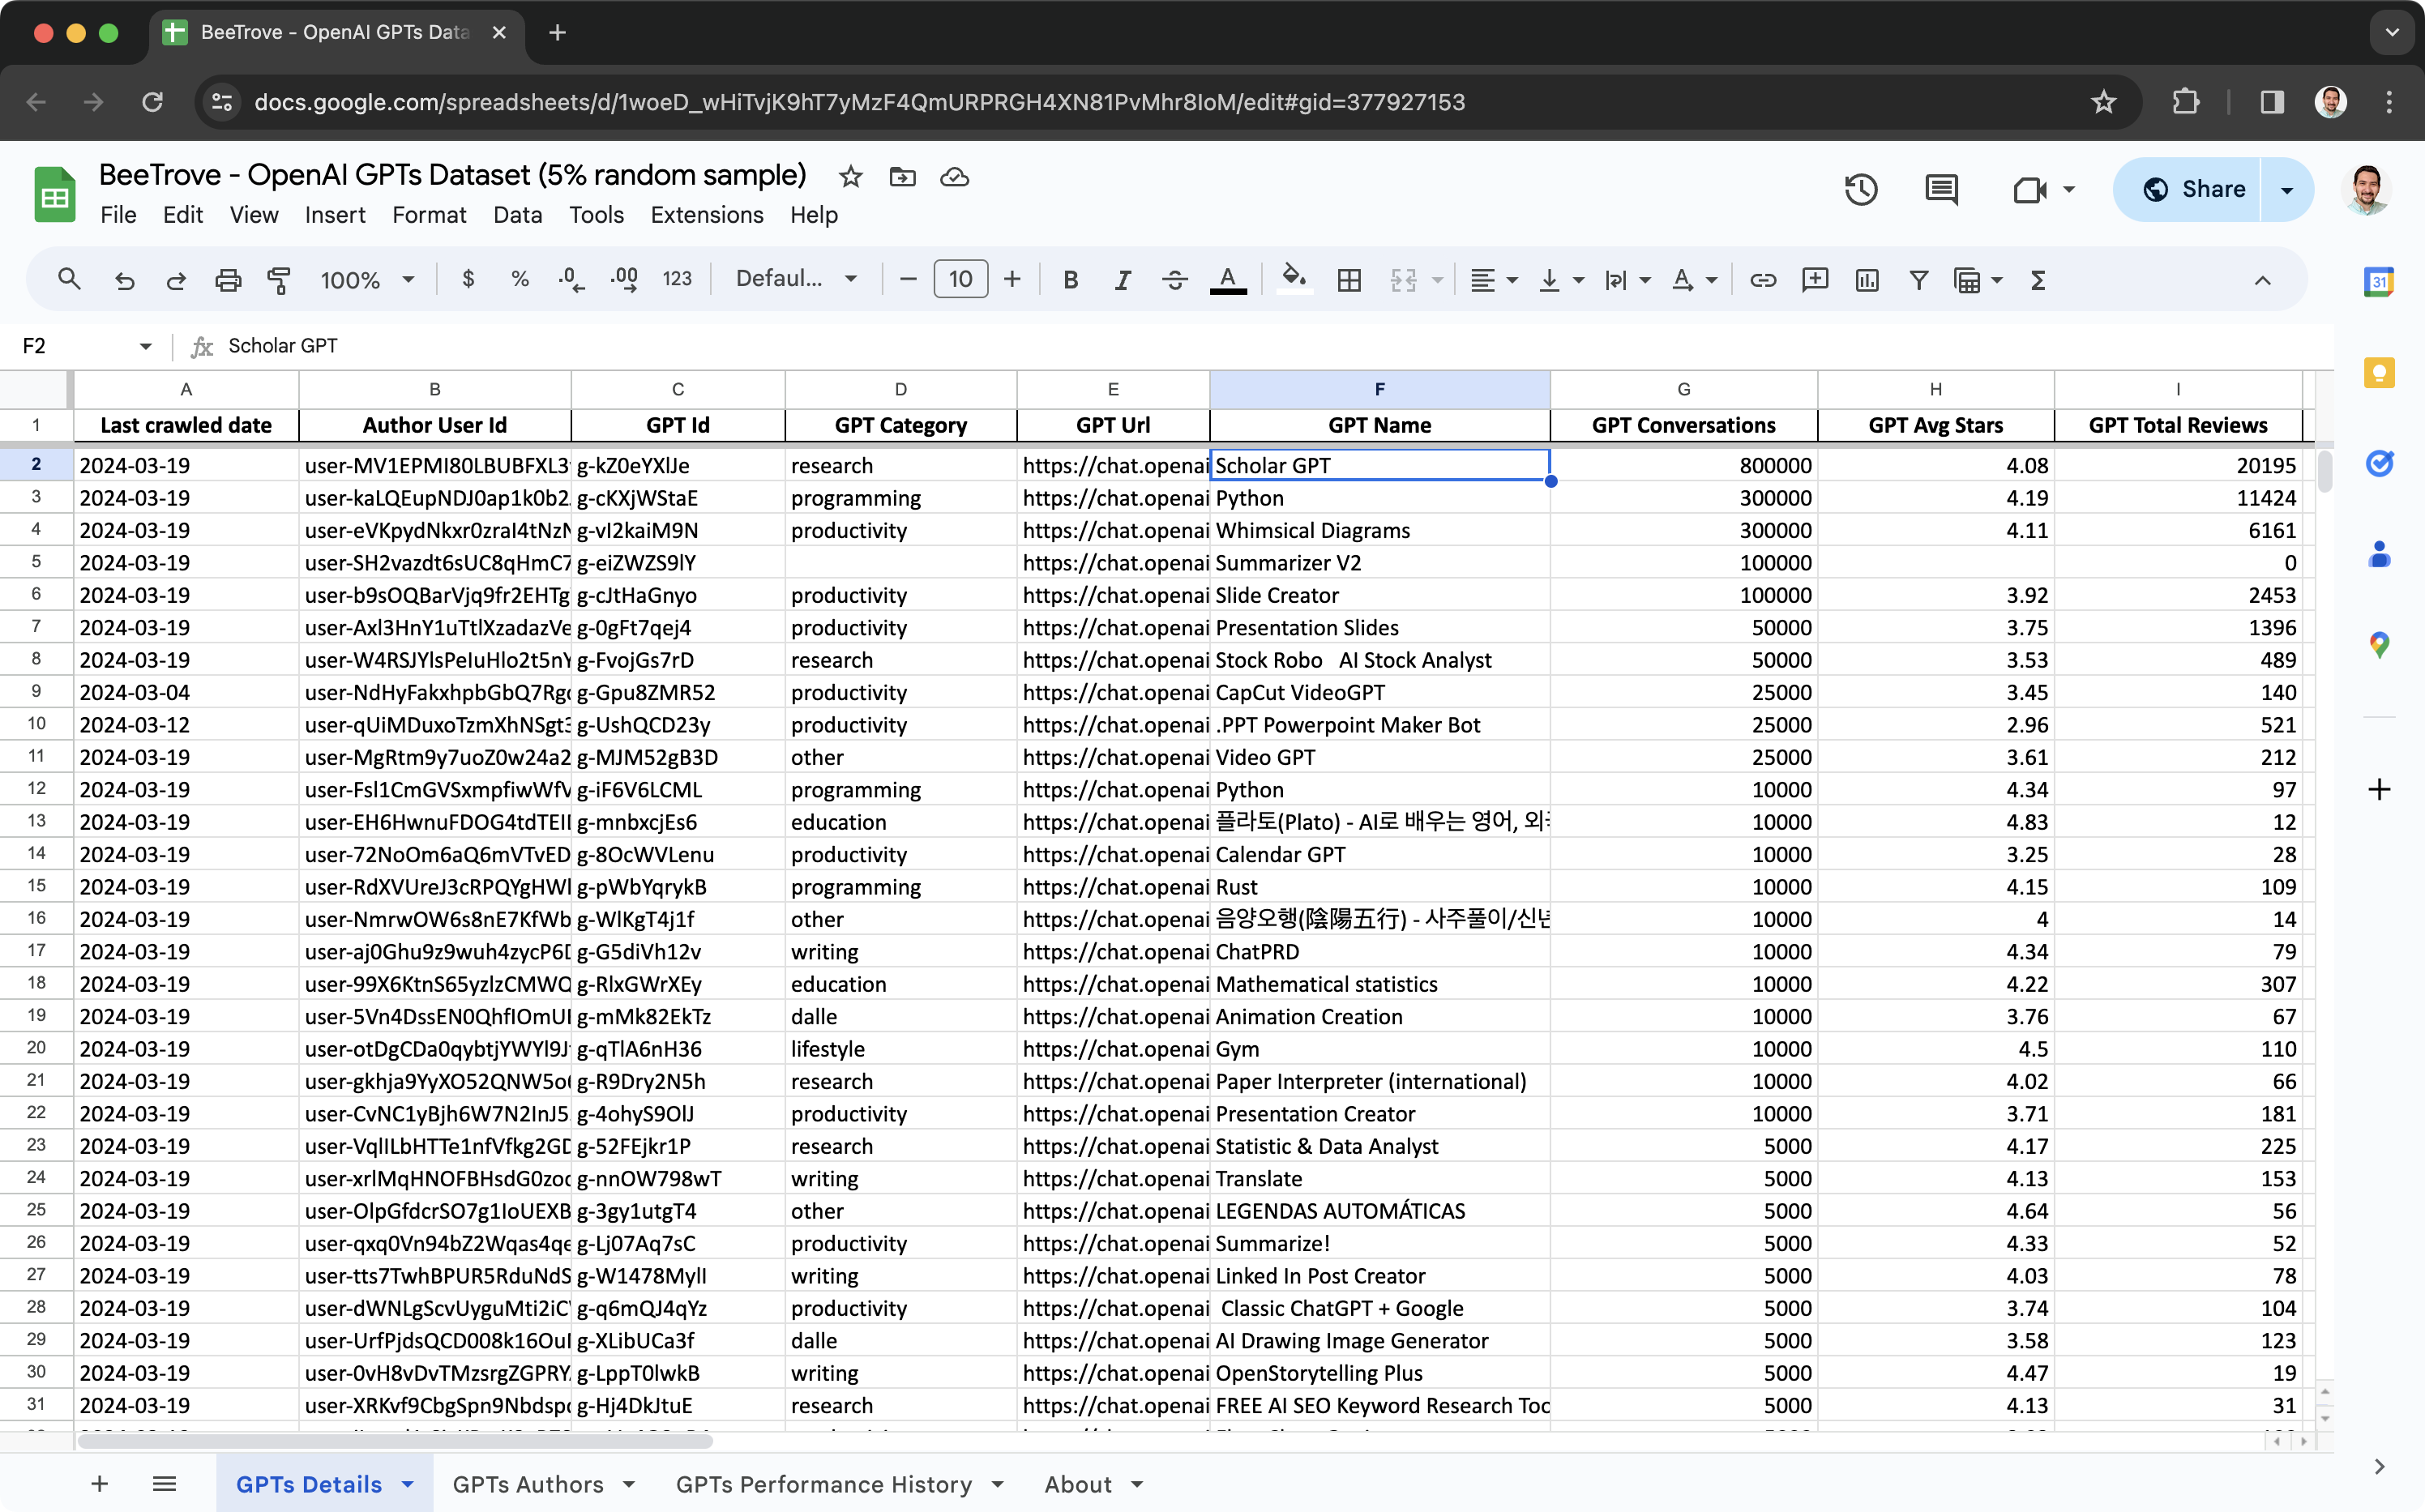 BeeTrove - OpenAI GPTs Data
docs.google.com/spreadsheets/d/1woeD_wHiTvjK9hT7yMzF4QmURPRGH4XN81PvMhr8IoM/edit#gid=377927153
BeeTrove - OpenAI GPTs Dataset (5% random sample)
File Edit View Insert Format Data Tools Extensions Help
Share
100% $ % .0 .00 123 Defaul... 10 B I A
31
F2 fx Scholar GPT
A B C D E F G H I
1 Last crawled date Author User Id GPT Id GPT Category GPT Url GPT Name GPT Conversations GPT Avg Stars GPT Total Reviews
2 2024-03-19 user-MV1EPMI80LBUBFXL3 g-kZ0eYXlJe research https://chat.openai Scholar GPT 800000 4.08 20195
3 2024-03-19 user-kaLQEupNDJ0ap1k0b2 g-cKXjWStaE programming https://chat.openai Python 300000 4.19 11424
4 2024-03-19 user-eVKpydNkxr0zraI4tNzN g-vI2kaiM9N productivity https://chat.openai Whimsical Diagrams 300000 4.11 6161
5 2024-03-19 user-SH2vazdt6sUC8qHmC7 g-eiZWZS9lY https://chat.openai Summarizer V2 100000 0
6 2024-03-19 user-b9sOQBarVjq9fr2EHTg g-cJtHaGnyo productivity https://chat.openai Slide Creator 100000 3.92 2453
7 2024-03-19 user-Axl3HnY1uTtlXzadazVe g-0gFt7qej4 productivity https://chat.openai Presentation Slides 50000 3.75 1396
8 2024-03-19 user-W4RSJYlsPeIuHlo2t5nY g-FvojGs7rD research https://chat.openai Stock Robo   AI Stock Analyst 50000 3.53 489
9 2024-03-04 user-NdHyFakxhpbGbQ7Rgc g-Gpu8ZMR52 productivity https://chat.openai CapCut VideoGPT 25000 3.45 140
10 2024-03-12 user-qUiMDuxoTzmXhNSgt3 g-UshQCD23y productivity https://chat.openai .PPT Powerpoint Maker Bot 25000 2.96 521
11 2024-03-19 user-MgRtm9y7uoZ0w24a2 g-MJM52gB3D other https://chat.openai Video GPT 25000 3.61 212
12 2024-03-19 user-Fsl1CmGVSxmpfiwWfV g-iF6V6LCML programming https://chat.openai Python 10000 4.34 97
13 2024-03-19 user-EH6HwnuFDOG4tdTEII g-mnbxcjEs6 education https://chat.openai 플라토(Plato) - AI로 배우는 영어, 외국 10000 4.83 12
14 2024-03-19 user-72NoOm6aQ6mVTvED g-8OcWVLenu productivity https://chat.openai Calendar GPT 10000 3.25 28
15 2024-03-19 user-RdXVUreJ3cRPQYgHWl g-pWbYqrykB programming https://chat.openai Rust 10000 4.15 109
16 2024-03-19 user-NmrwOW6s8nE7KfWb g-WlKgT4j1f other https://chat.openai 음양오행(陰陽五行) - 사주풀이/신년 10000 4 14
17 2024-03-19 user-aj0Ghu9z9wuh4zycP6D g-G5diVh12v writing https://chat.openai ChatPRD 10000 4.34 79
18 2024-03-19 user-99X6KtnS65yzlzCMWQ g-RlxGWrXEy education https://chat.openai Mathematical statistics 10000 4.22 307
19 2024-03-19 user-5Vn4DssEN0QhfIOmUI g-mMk82EkTz dalle https://chat.openai Animation Creation 10000 3.76 67
20 2024-03-19 user-otDgCDa0qybtjYWYl9J g-qTlA6nH36 lifestyle https://chat.openai Gym 10000 4.5 110
21 2024-03-19 user-gkhja9YyXO52QNW5o g-R9Dry2N5h research https://chat.openai Paper Interpreter (international) 10000 4.02 66
22 2024-03-19 user-CvNC1yBjh6W7N2InJ5 g-4ohyS9OlJ productivity https://chat.openai Presentation Creator 10000 3.71 181
23 2024-03-19 user-VqlILbHTTe1nfVfkg2GD g-52FEjkr1P research https://chat.openai Statistic & Data Analyst 5000 4.17 225
24 2024-03-19 user-xrlMqHNOFBHsdG0zoc g-nnOW798wT writing https://chat.openai Translate 5000 4.13 153
25 2024-03-19 user-OlpGfdcrSO7g1IoUEXB g-3gy1utgT4 other https://chat.openai LEGENDAS AUTOMÁTICAS 5000 4.64 56
26 2024-03-19 user-qxq0Vn94bZ2Wqas4qe g-Lj07Aq7sC productivity https://chat.openai Summarize! 5000 4.33 52
27 2024-03-19 user-tts7TwhBPUR5RduNdS g-W1478MylI writing https://chat.openai Linked In Post Creator 5000 4.03 78
28 2024-03-19 user-dWNLgScvUyguMti2iC g-q6mQJ4qYz productivity https://chat.openai Classic ChatGPT + Google 5000 3.74 104
29 2024-03-19 user-UrfPjdsQCD008k16OuI g-XLibUCa3f dalle https://chat.openai AI Drawing Image Generator 5000 3.58 123
30 2024-03-19 user-0vH8vDvTMzsrgZGPRY g-LppT0lwkB writing https://chat.openai OpenStorytelling Plus 5000 4.47 19
31 2024-03-19 user-XRKvf9CbgSpn9Nbdspc g-Hj4DkJtuE research https://chat.openai FREE AI SEO Keyword Research Too 5000 4.13 31
GPTs Details GPTs Authors GPTs Performance History About